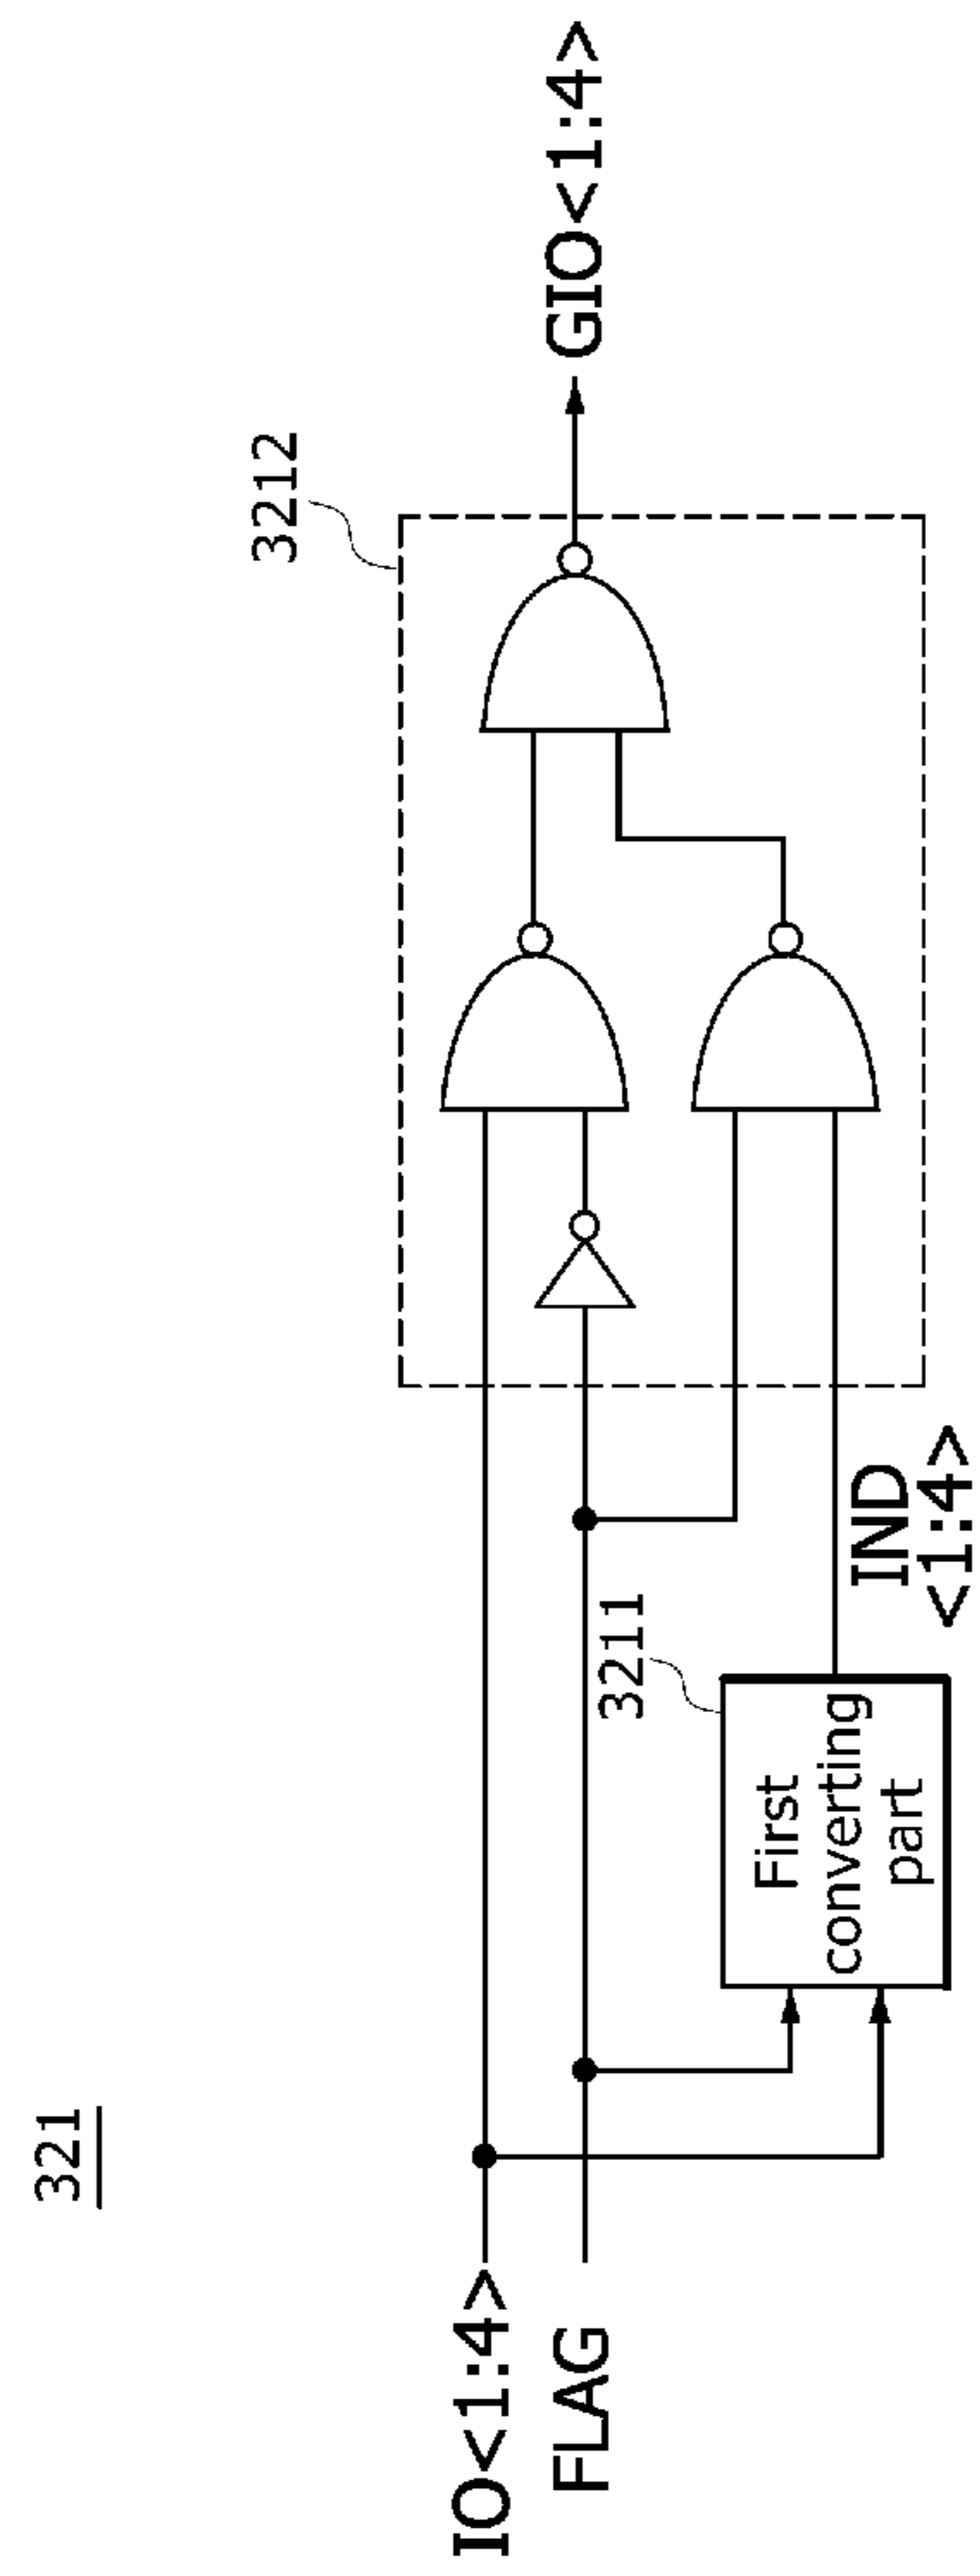 321
IO<1:4>
FLAG
3211
First
converting
part
IND
<1:4>
3212
GIO<1:4>